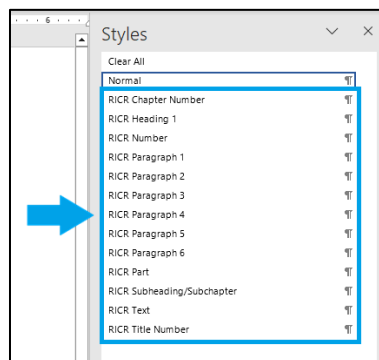 6
Styles
Clear All
Normal ¶
RICR Chapter Number ¶
RICR Heading 1 ¶
RICR Number ¶
RICR Paragraph 1 ¶
RICR Paragraph 2 ¶
RICR Paragraph 3 ¶
RICR Paragraph 4 ¶
RICR Paragraph 5 ¶
RICR Paragraph 6 ¶
RICR Part ¶
RICR Subheading/Subchapter ¶
RICR Text ¶
RICR Title Number ¶